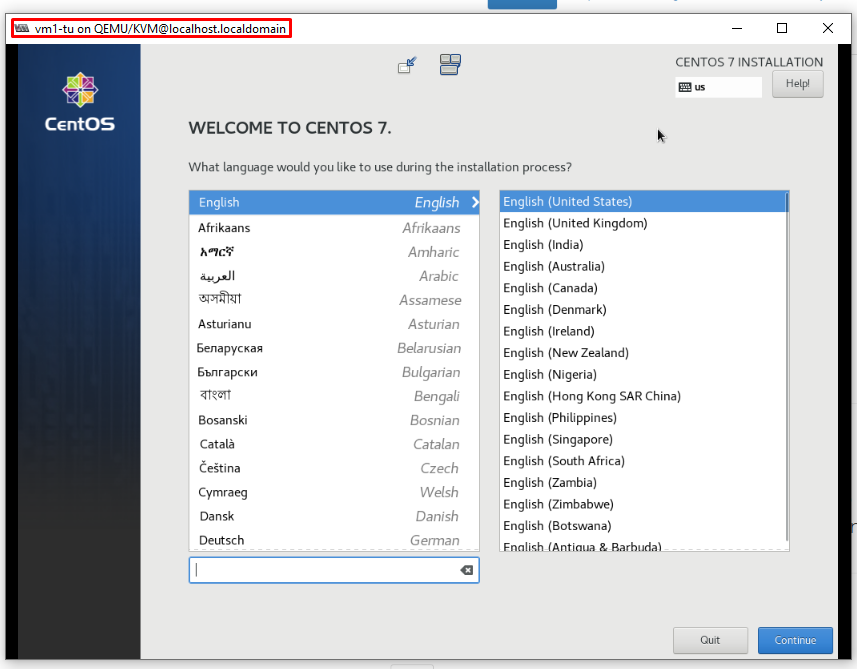 vm1-tu on QEMU/KVM@localhost.localdomain
CentOS
CENTOS 7 INSTALLATION
us
Help!
WELCOME TO CENTOS 7.
What language would you like to use during the installation process?
English English
Afrikaans Afrikaans
አማርኛ Amharic
العربية Arabic
অসমীয়া Assamese
Asturianu Asturian
Беларуская Belarusian
Български Bulgarian
বাংলা Bengali
Bosanski Bosnian
Català Catalan
Čeština Czech
Cymraeg Welsh
Dansk Danish
Deutsch German
English (United States)
English (United Kingdom)
English (India)
English (Australia)
English (Canada)
English (Denmark)
English (Ireland)
English (New Zealand)
English (Nigeria)
English (Hong Kong SAR China)
English (Philippines)
English (Singapore)
English (South Africa)
English (Zambia)
English (Zimbabwe)
English (Botswana)
English (Antigua & Barbuda)
Quit
Continue